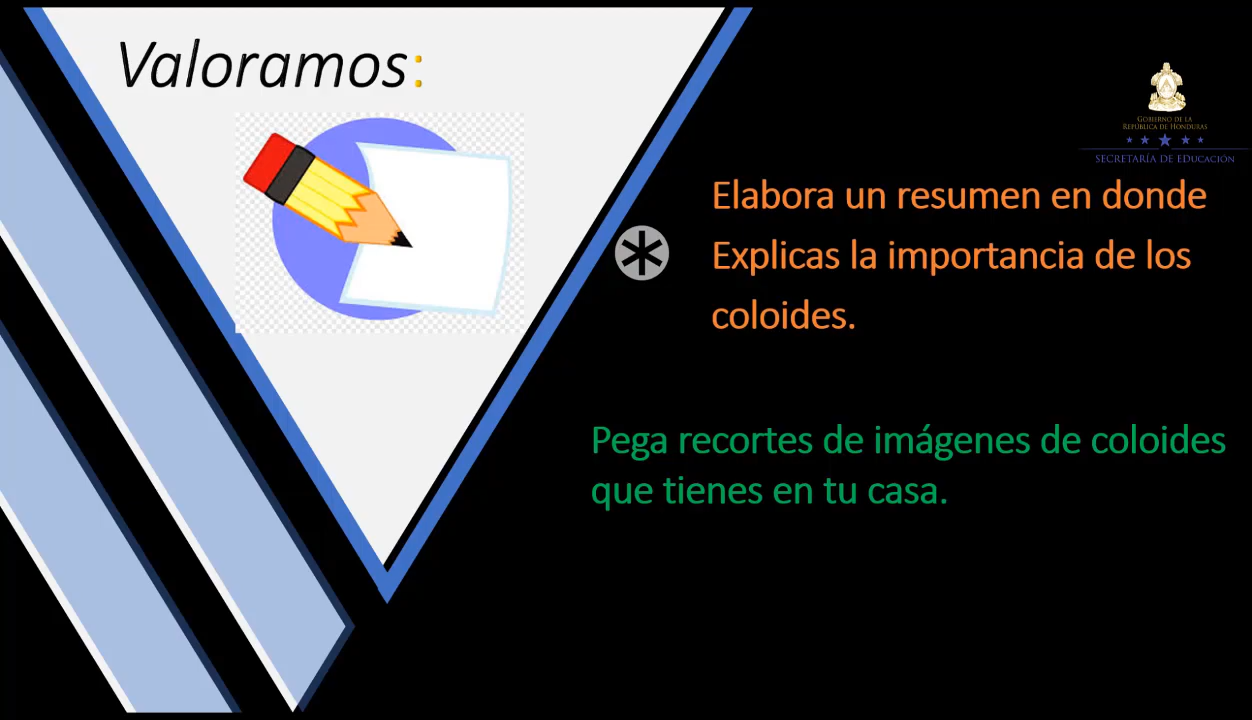 Valoramos:
GOBIERNO DE LA
REPÚBLICA DE HONDURAS
SECRETARÍA DE EDUCACIÓN
Elabora un resumen en donde
Explicas la importancia de los
coloides.
Pega recortes de imágenes de coloides
que tienes en tu casa.